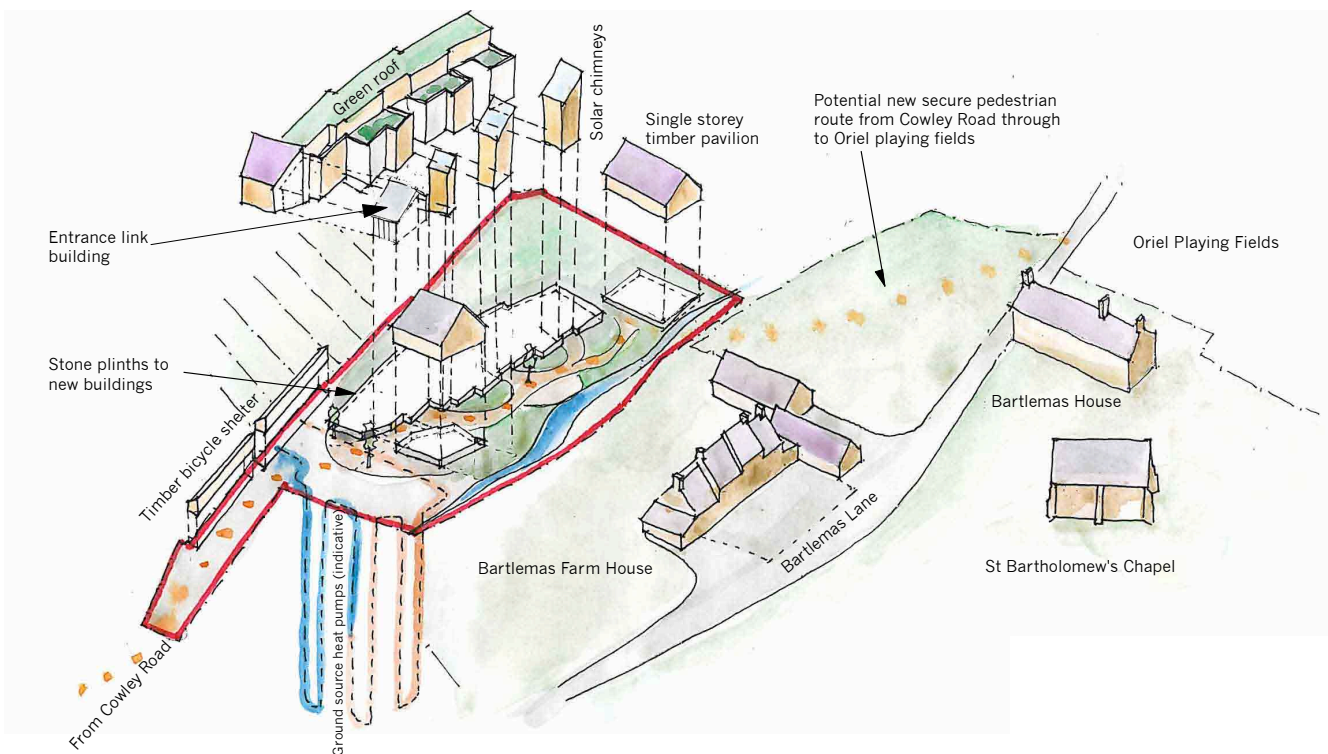 Green roof
Solar chimneys
Single storey
timber pavilion
Potential new secure pedestrian
route from Cowley Road through
to Oriel playing fields
Entrance link
building
Oriel Playing Fields
Stone plinths to
new buildings
Bartlemas House
Timber bicycle shelter
Bartlemas Lane
Bartlemas Farm House
St Bartholomew's Chapel
Ground source heat pumps (indicative)
From Cowley Road